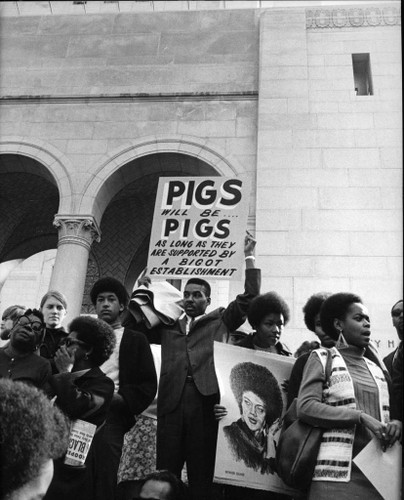 PIGS
WILL BE....
PIGS
AS LONG AS THEY
ARE SUPPORTED BY
A BIGOT
ESTABLISHMENT